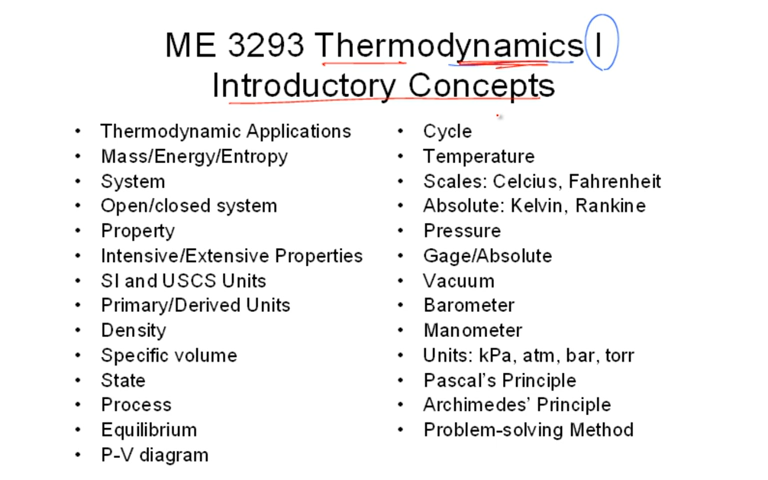 ME 3293 Thermodynamics I
Introductory Concepts
• Thermodynamic Applications
• Mass/Energy/Entropy
• System
• Open/closed system
• Property
• Intensive/Extensive Properties
• SI and USCS Units
• Primary/Derived Units
• Density
• Specific volume
• State
• Process
• Equilibrium
• P-V diagram
• Cycle
• Temperature
• Scales: Celcius, Fahrenheit
• Absolute: Kelvin, Rankine
• Pressure
• Gage/Absolute
• Vacuum
• Barometer
• Manometer
• Units: kPa, atm, bar, torr
• Pascal's Principle
• Archimedes' Principle
• Problem-solving Method